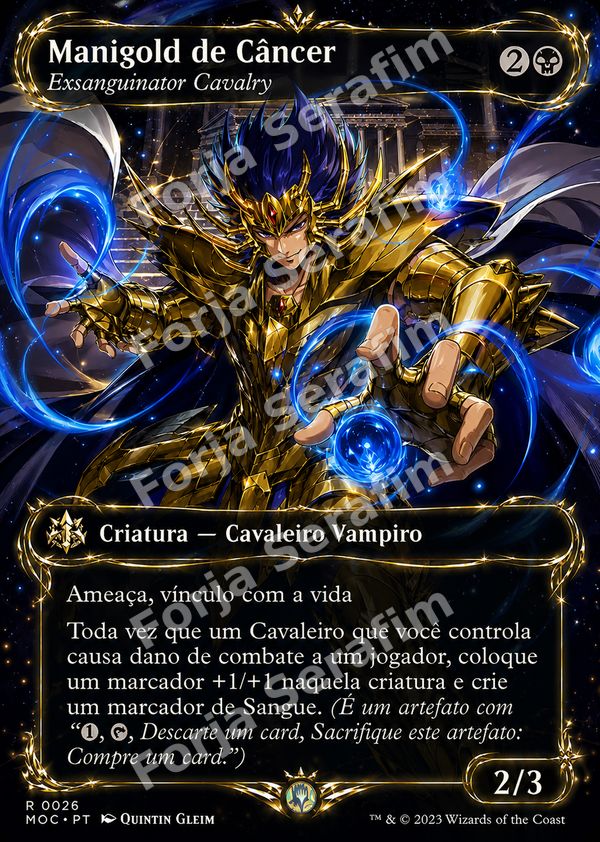 Manigold de Câncer
2
Exsanguinator Cavalry
Forja Serafim
Forja Serafim
Forja Serafim
Forja Serafim
Forja Serafim
Forja Serafim
Criatura — Cavaleiro Vampiro
Ameaça, vínculo com a vida
Toda vez que um Cavaleiro que você controla
causa dano de combate a um jogador, coloque
um marcador +1/+1 naquela criatura e crie
um marcador de Sangue. (É um artefato com
“1, , Descarte um card, Sacrifique este artefato:
Compre um card.”)
2/3
R 0026
MOC • PT QUINTIN GLEIM
™ & © 2023 Wizards of the Coast